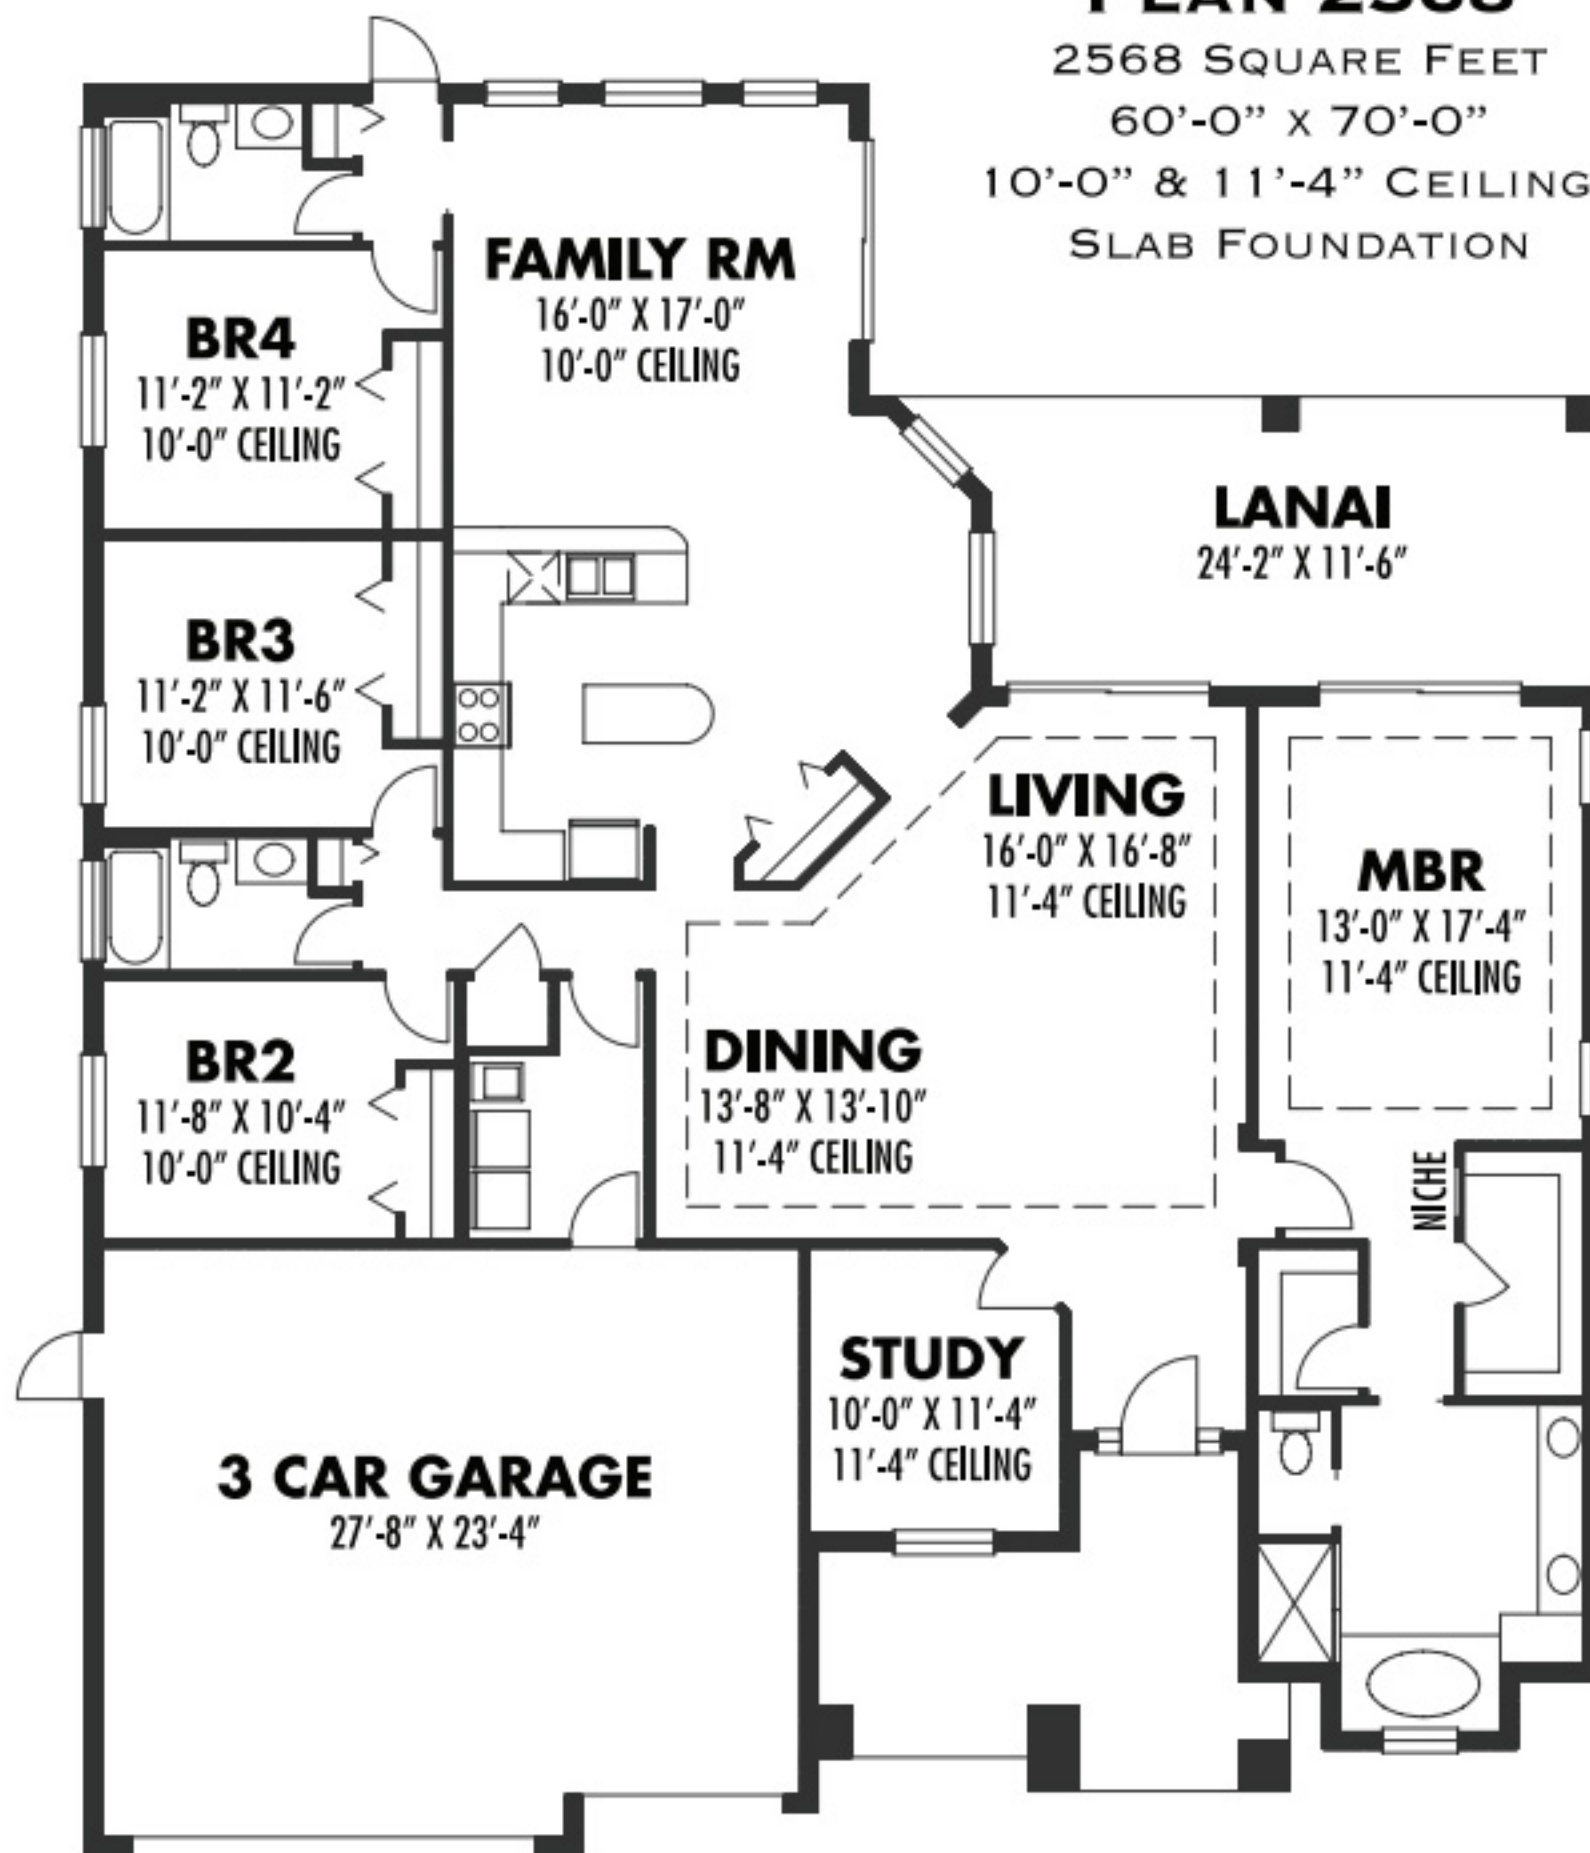 PLAN 2568
2568 SQUARE FEET
60'-0" X 70'-0"
10'-0" & 11'-4" CEILING
SLAB FOUNDATION
FAMILY RM
16'-0" X 17'-0"
10'-0" CEILING
BR4
11'-2" X 11'-2"
10'-0" CEILING
LANAI
24'-2" X 11'-6"
BR3
11'-2" X 11'-6"
10'-0" CEILING
LIVING
16'-0" X 16'-8"
11'-4" CEILING
MBR
13'-0" X 17'-4"
11'-4" CEILING
DINING
13'-8" X 13'-10"
11'-4" CEILING
BR2
11'-8" X 10'-4"
10'-0" CEILING
NICHE
STUDY
10'-0" X 11'-4"
11'-4" CEILING
3 CAR GARAGE
27'-8" X 23'-4"